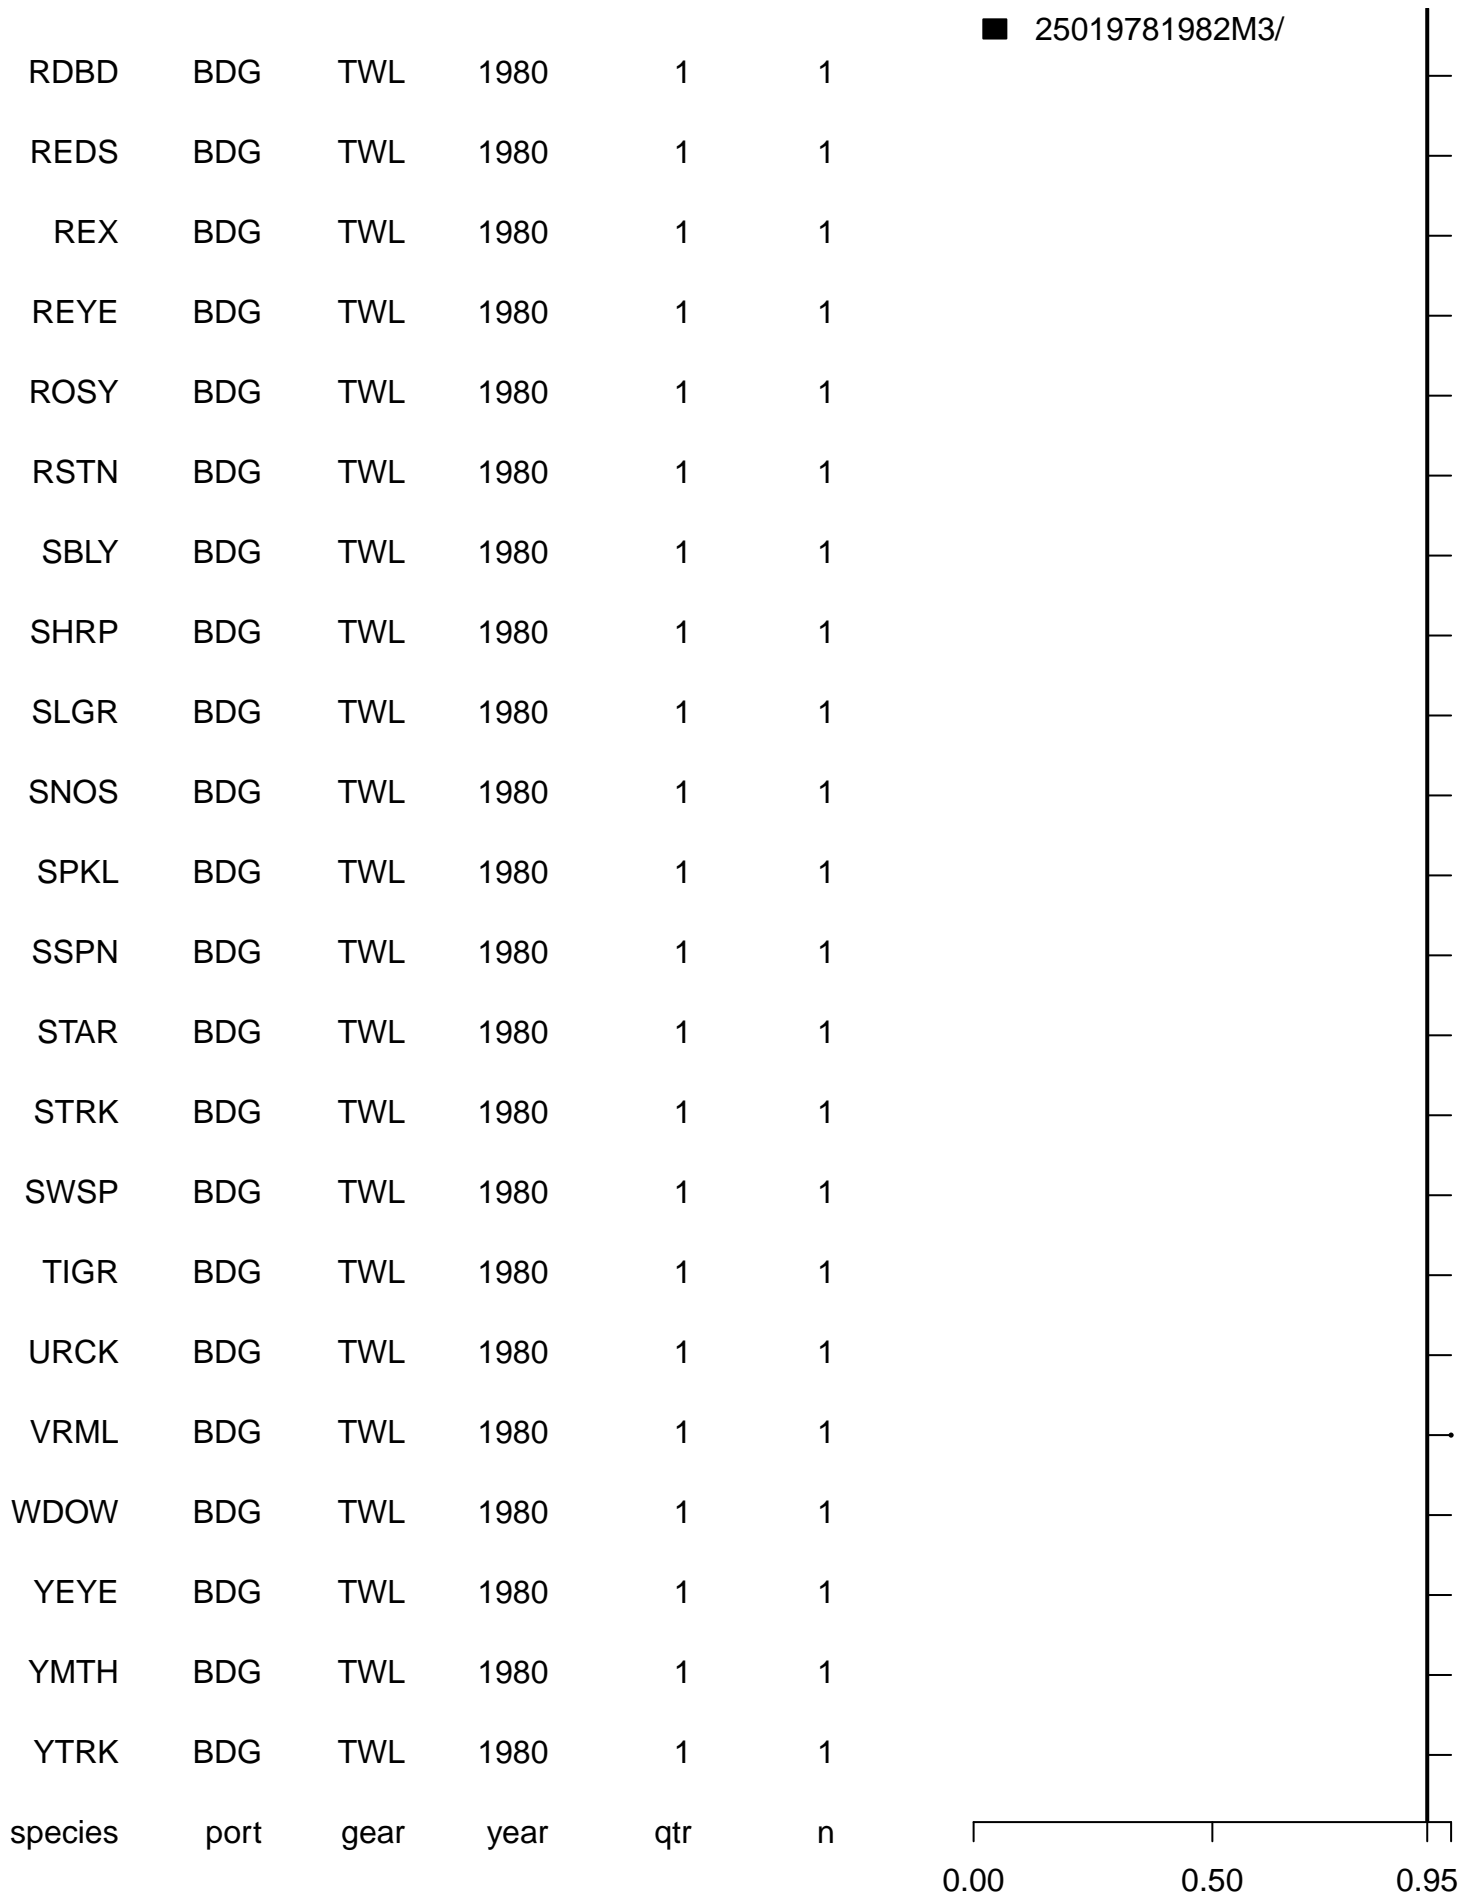 25019781982M3/
RDBD BDG TWL 1980 1 1
REDS BDG TWL 1980 1 1
REX BDG TWL 1980 1 1
REYE BDG TWL 1980 1 1
ROSY BDG TWL 1980 1 1
RSTN BDG TWL 1980 1 1
SBLY BDG TWL 1980 1 1
SHRP BDG TWL 1980 1 1
SLGR BDG TWL 1980 1 1
SNOS BDG TWL 1980 1 1
SPKL BDG TWL 1980 1 1
SSPN BDG TWL 1980 1 1
STAR BDG TWL 1980 1 1
STRK BDG TWL 1980 1 1
SWSP BDG TWL 1980 1 1
TIGR BDG TWL 1980 1 1
URCK BDG TWL 1980 1 1
VRML BDG TWL 1980 1 1
WDOW BDG TWL 1980 1 1
YEYE BDG TWL 1980 1 1
YMTH BDG TWL 1980 1 1
YTRK BDG TWL 1980 1 1
species port gear year qtr n
0.00 0.50 0.95